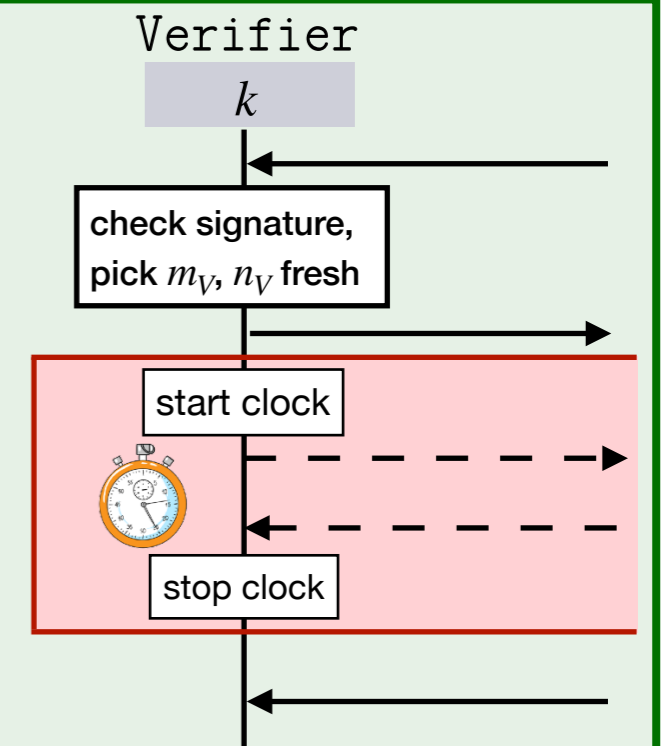 Verifier
k
check signature,
pick m_V, n_V fresh
start clock
stop clock